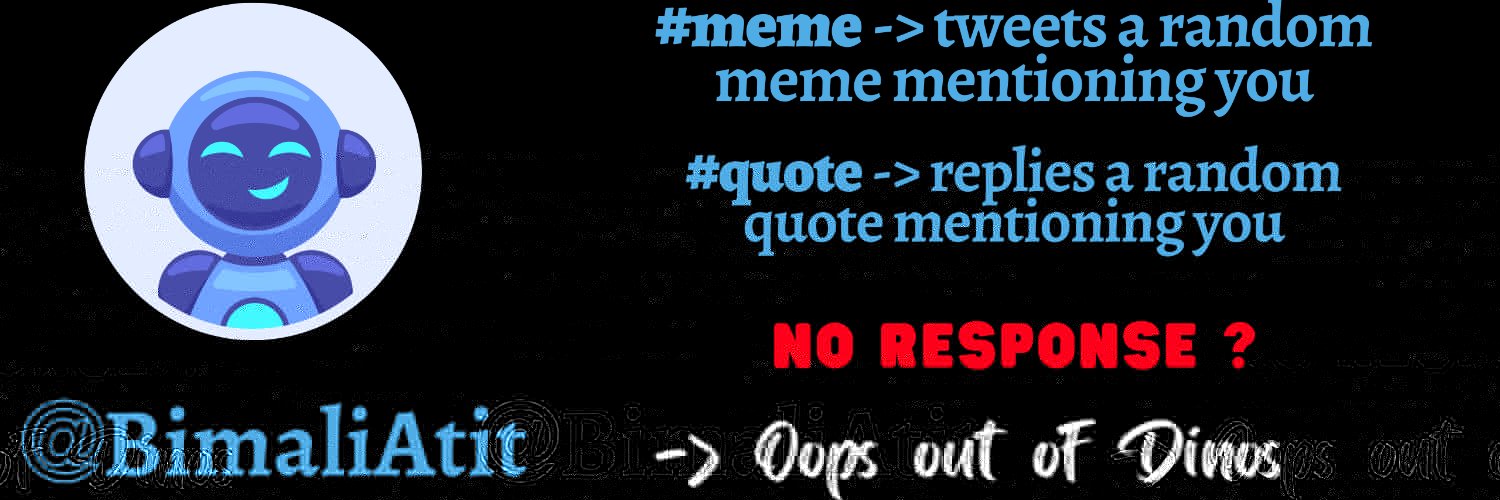 #meme -> tweets a random
meme mentioning you
#quote -> replies a random
quote mentioning you
NO RESPONSE ?
-> Oops out of Dinos
@BimaliAtit